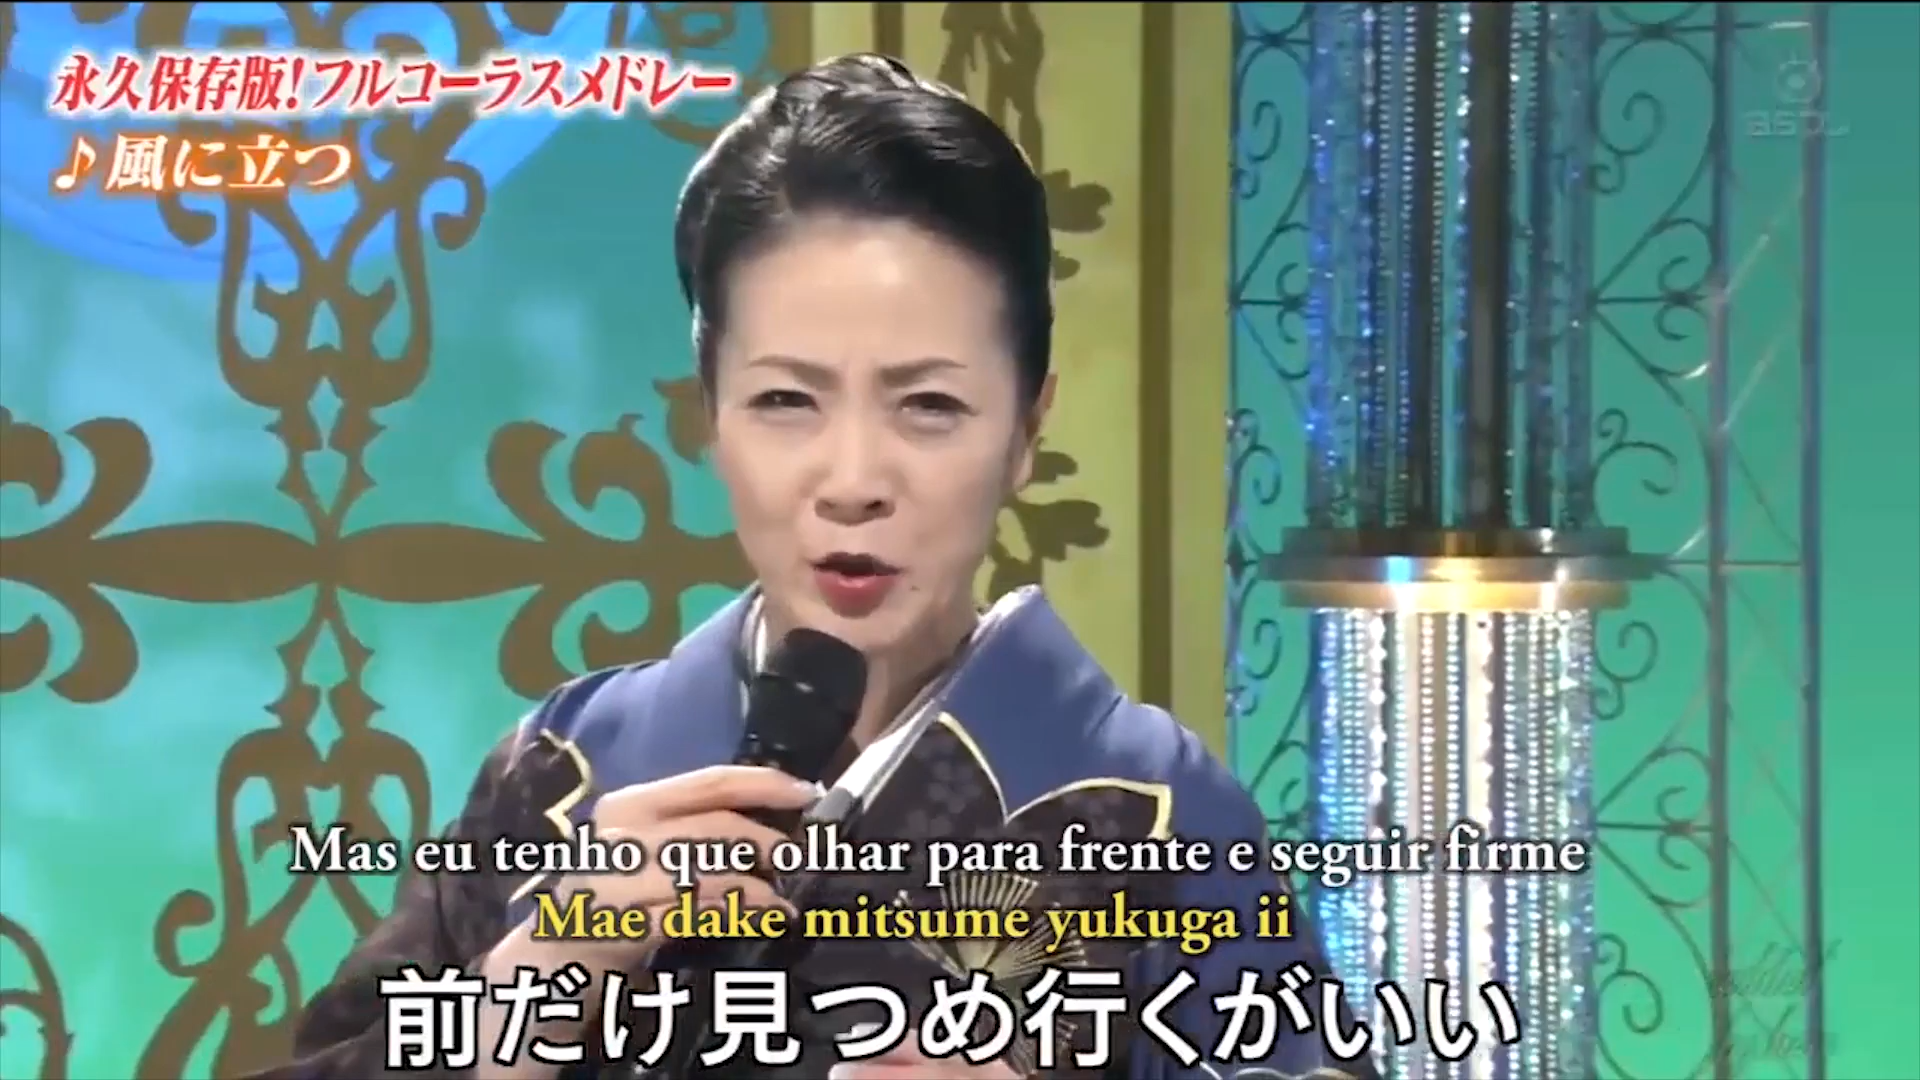 永久保存版!フルコーラスメドレー
♪風に立つ
Mas eu tenho que olhar para frente e seguir firme
Mae dake mitsume yukuga ii
前だけ見つめ行くがいい